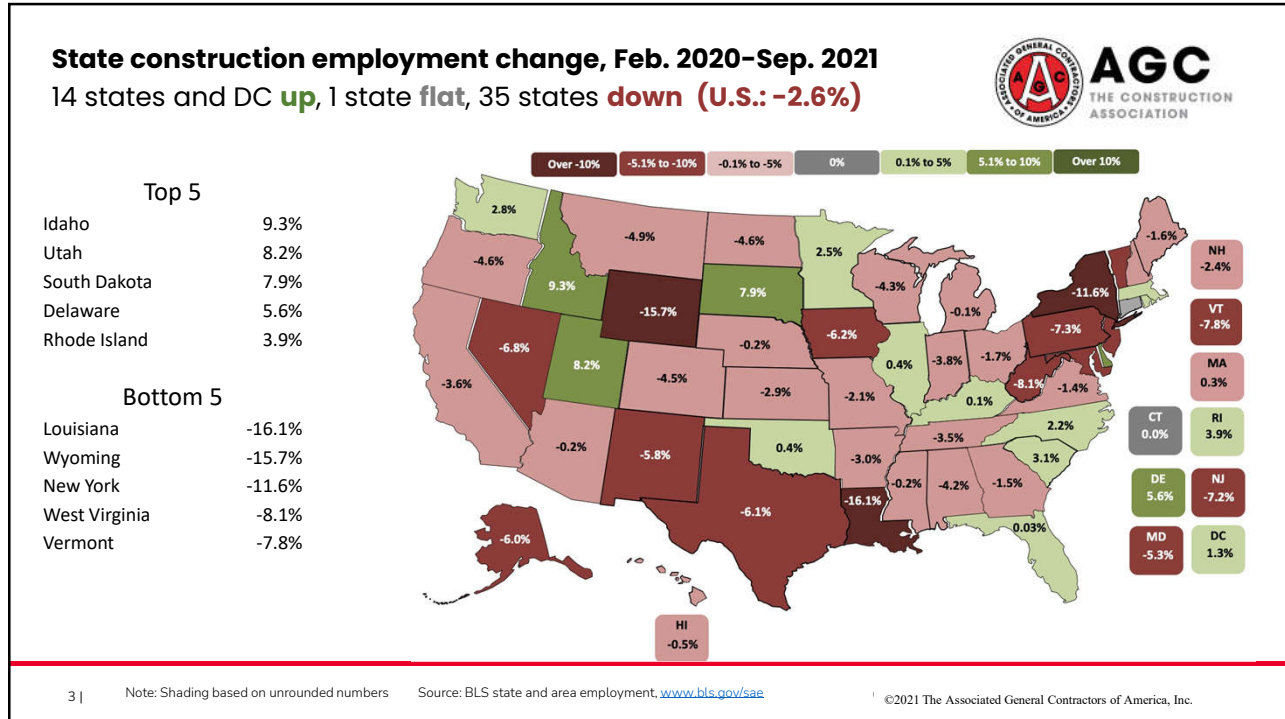 State construction employment change, Feb. 2020-Sep. 2021
14 states and DC up, 1 state flat, 35 states down (U.S.: -2.6%)
THE ASSOCIATED GENERAL CONTRACTORS OF AMERICA
AGC
AGC
THE CONSTRUCTION
ASSOCIATION
Over -10% -5.1% to -10% -0.1% to -5% 0% 0.1% to 5% 5.1% to 10% Over 10%
Top 5
Idaho 9.3%
Utah 8.2%
South Dakota 7.9%
Delaware 5.6%
Rhode Island 3.9%
Bottom 5
Louisiana -16.1%
Wyoming -15.7%
New York -11.6%
West Virginia -8.1%
Vermont -7.8%
2.8%
-4.6%
-3.6%
-6.8%
9.3%
8.2%
-0.2%
-4.9%
-15.7%
-4.5%
-5.8%
-4.6%
7.9%
-0.2%
-2.9%
0.4%
-6.1%
2.5%
-6.2%
-2.1%
-3.0%
-16.1%
-4.3%
0.4%
-0.1%
-3.8%
-1.7%
0.1%
-3.5%
-0.2%
-4.2%
-1.5%
0.03%
3.1%
2.2%
-1.4%
-8.1%
-7.3%
-11.6%
-1.6%
-6.0%
HI
-0.5%
NH
-2.4%
VT
-7.8%
MA
0.3%
CT
0.0%
RI
3.9%
DE
5.6%
NJ
-7.2%
MD
-5.3%
DC
1.3%
3 | Note: Shading based on unrounded numbers Source: BLS state and area employment, www.bls.gov/sae ©2021 The Associated General Contractors of America, Inc.